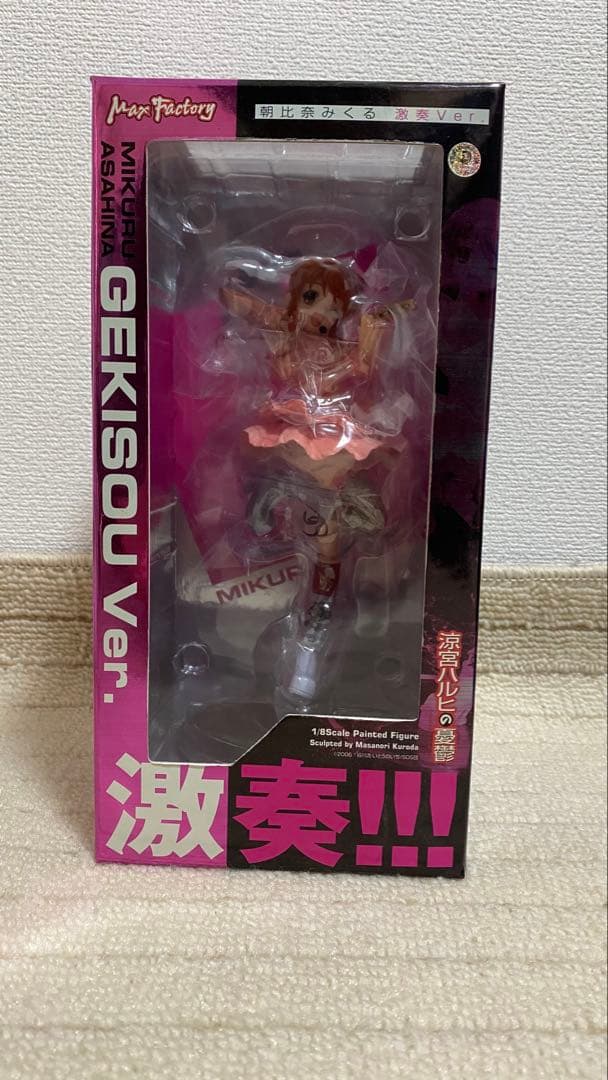 Max Factory
朝比奈みくる 激奏Ver.
MIKURU
ASAHINA
GEKISOU Ver.
MIKUR
涼宮ハルヒの憂鬱
1/8Scale Painted Figure
Sculpted by Masanori Kuroda
激奏!!!